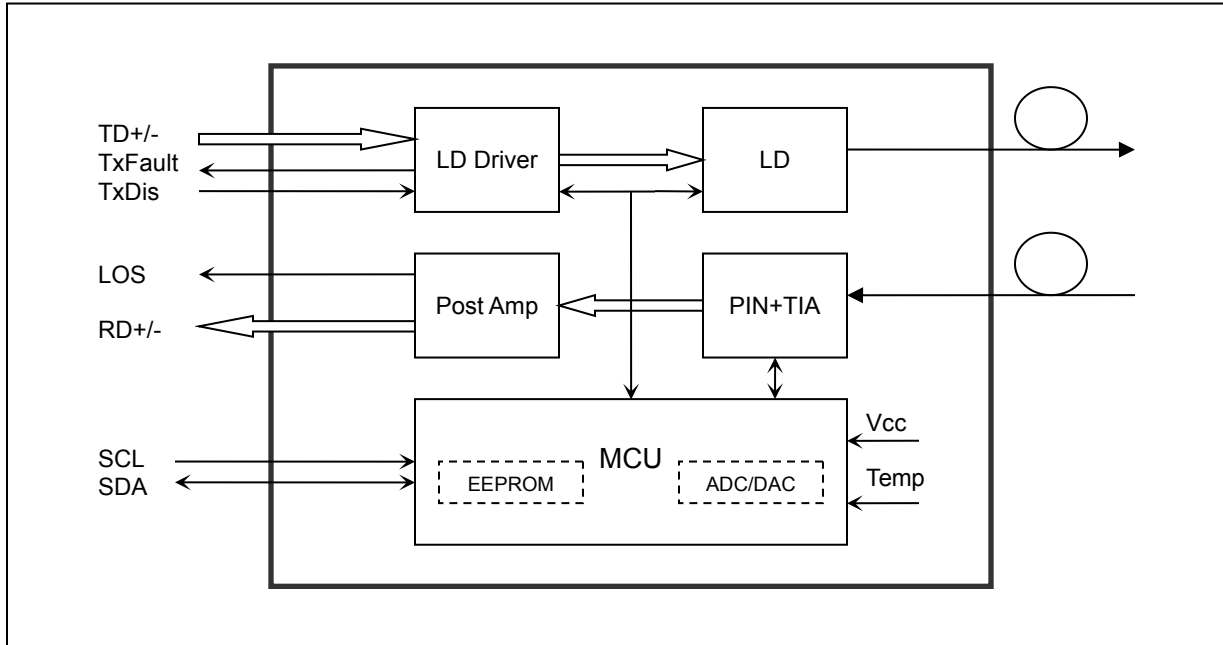 TD+/-
TxFault
TxDis
LD Driver
LD
LOS
RD+/-
Post Amp
PIN+TIA
SCL
SDA
MCU
EEPROM
ADC/DAC
Vcc
Temp